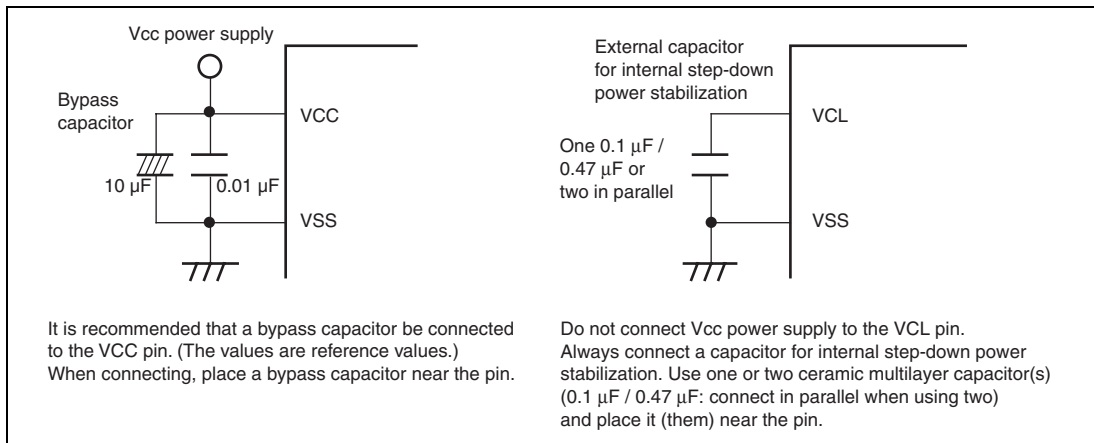 Vcc power supply
Bypass
capacitor
VCC
10 µF
0.01 µF
VSS
It is recommended that a bypass capacitor be connected
to the VCC pin. (The values are reference values.)
When connecting, place a bypass capacitor near the pin.
External capacitor
for internal step-down
power stabilization
VCL
One 0.1 µF /
0.47 µF or
two in parallel
VSS
Do not connect Vcc power supply to the VCL pin.
Always connect a capacitor for internal step-down power
stabilization. Use one or two ceramic multilayer capacitor(s)
(0.1 µF / 0.47 µF: connect in parallel when using two)
and place it (them) near the pin.